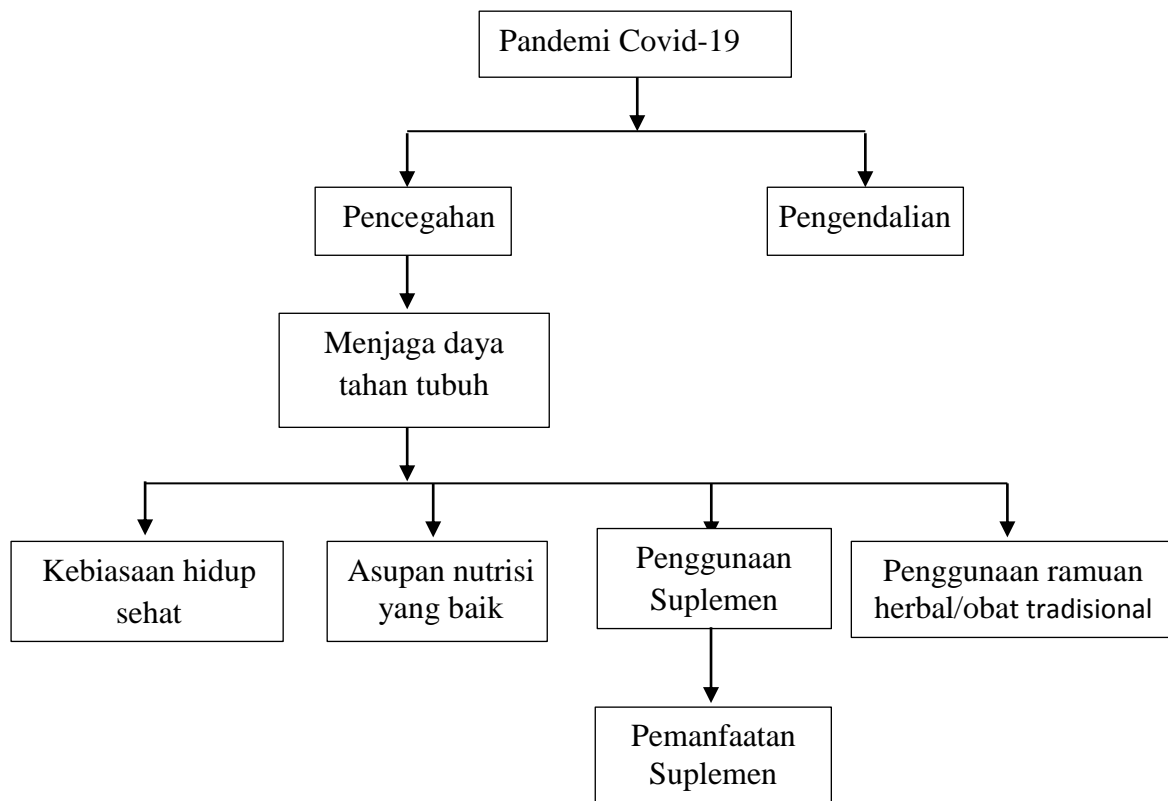 Pandemi Covid-19
Pencegahan
Pengendalian
Menjaga daya
tahan tubuh
Kebiasaan hidup
sehat
Asupan nutrisi
yang baik
Penggunaan
Suplemen
Penggunaan ramuan
herbal/obat tradisional
Pemanfaatan
Suplemen